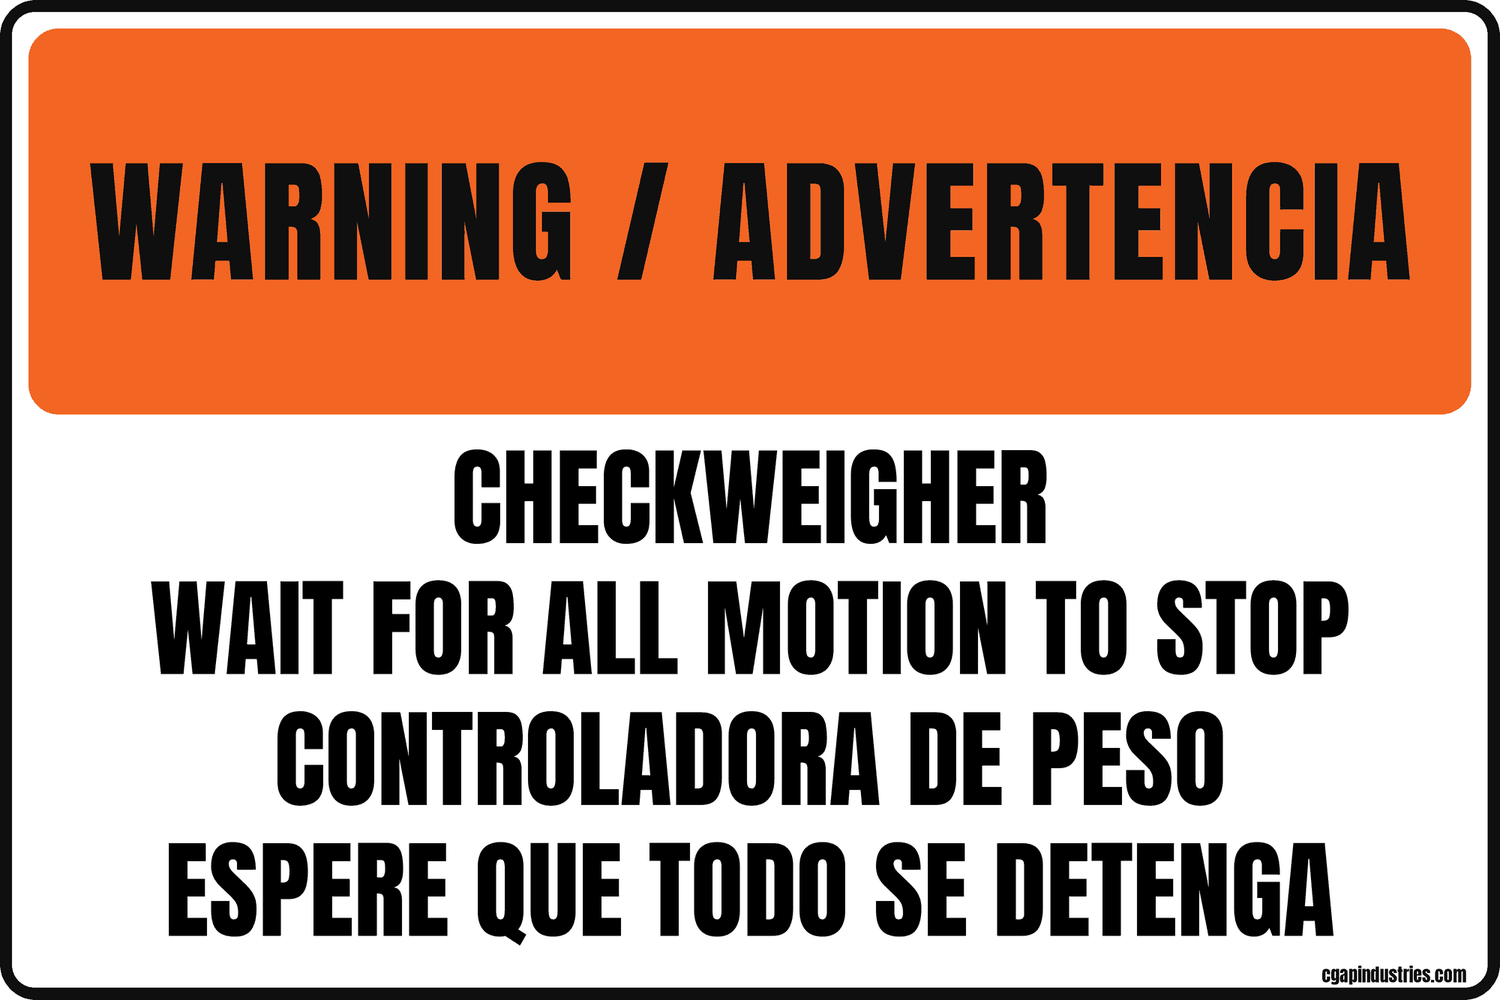 WARNING / ADVERTENCIA
CHECKWEIGHER
WAIT FOR ALL MOTION TO STOP
CONTROLADORA DE PESO
ESPERE QUE TODO SE DETENGA
cgapindustries.com